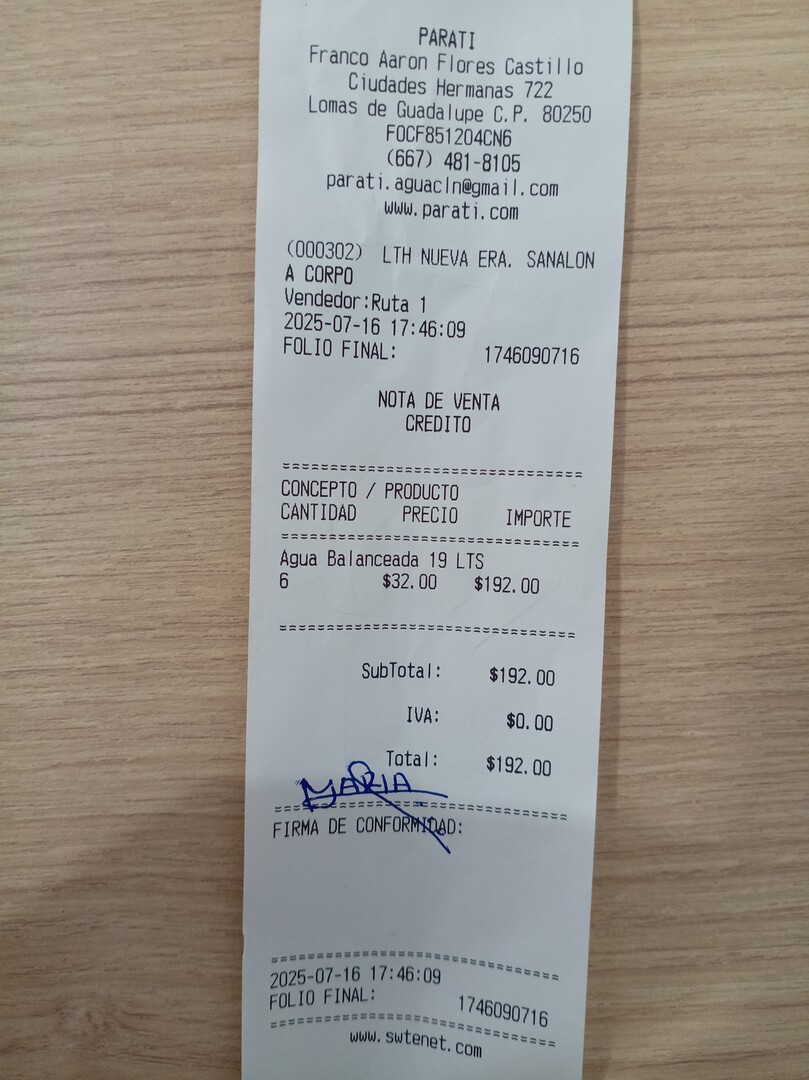 PARATI
Franco Aaron Flores Castillo
Ciudades Hermanas 722
Lomas de Guadalupe C.P. 80250
FOCF851204CN6
(667) 481-8105
parati.aguacln@gmail.com
www.parati.com
(000302) LTH NUEVA ERA. SANALON
A CORPO
Vendedor:Ruta 1
2025-07-16 17:46:09
FOLIO FINAL: 1746090716
NOTA DE VENTA
CREDITO
===============================
CONCEPTO / PRODUCTO
CANTIDAD PRECIO IMPORTE
===============================
Agua Balanceada 19 LTS
6 $32.00 $192.00
===============================
SubTotal: $192.00
IVA: $0.00
Total: $192.00
MARIA
===============================
FIRMA DE CONFORMIDAD:
===============================
2025-07-16 17:46:09
FOLIO FINAL: 1746090716
===============================
www.swtenet.com